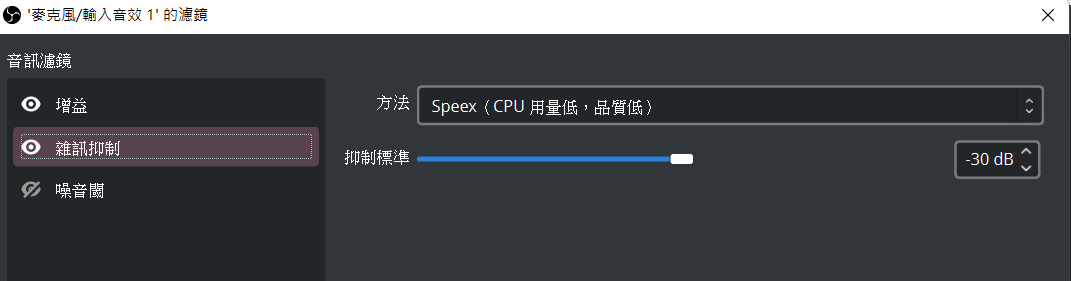 '麥克風/輸入音效 1' 的濾鏡
音訊濾鏡
增益
雜訊抑制
噪音閾
方法
Speex（CPU 用量低，品質低）
抑制標準
-30 dB